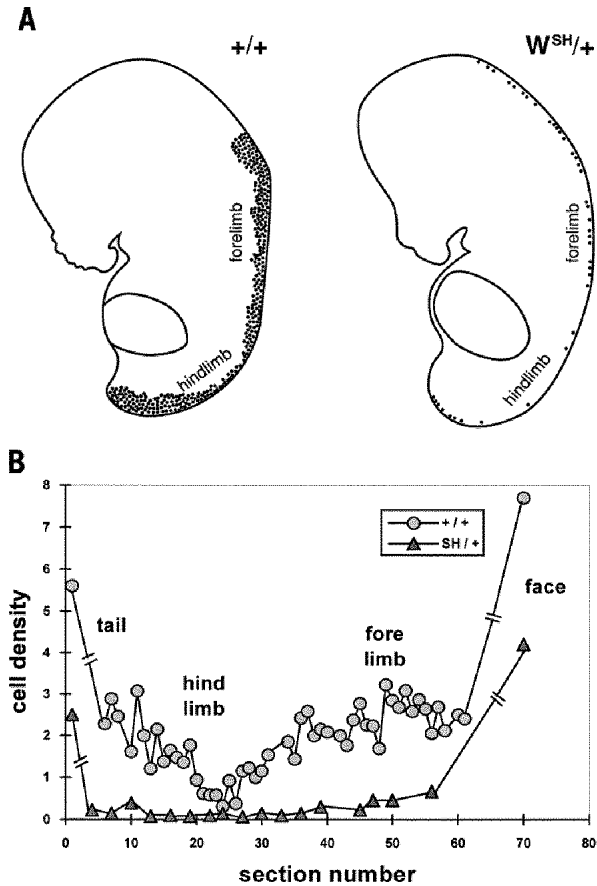 A
+/+
W^SH/+
forelimb
hindlimb
forelimb
hindlimb
B
8
7
6
5
4
3
2
1
0
cell density
+ / +
SH / +
tail
hind
limb
fore
limb
face
0 10 20 30 40 50 60 70 80
section number